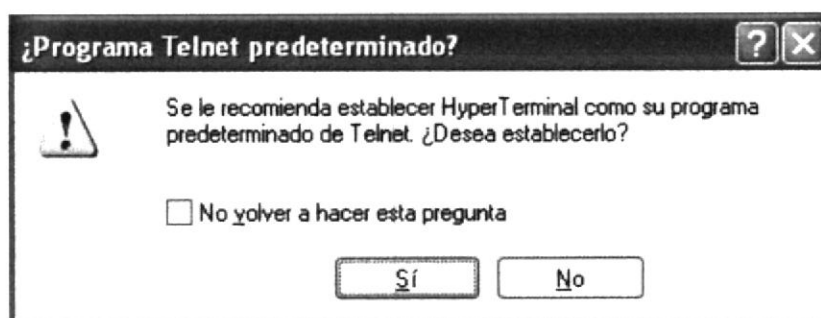 ¿Programa Telnet predeterminado?
Se le recomienda establecer HyperTerminal como su programa
predeterminado de Telnet. ¿Desea establecerlo?
No volver a hacer esta pregunta
Sí
No